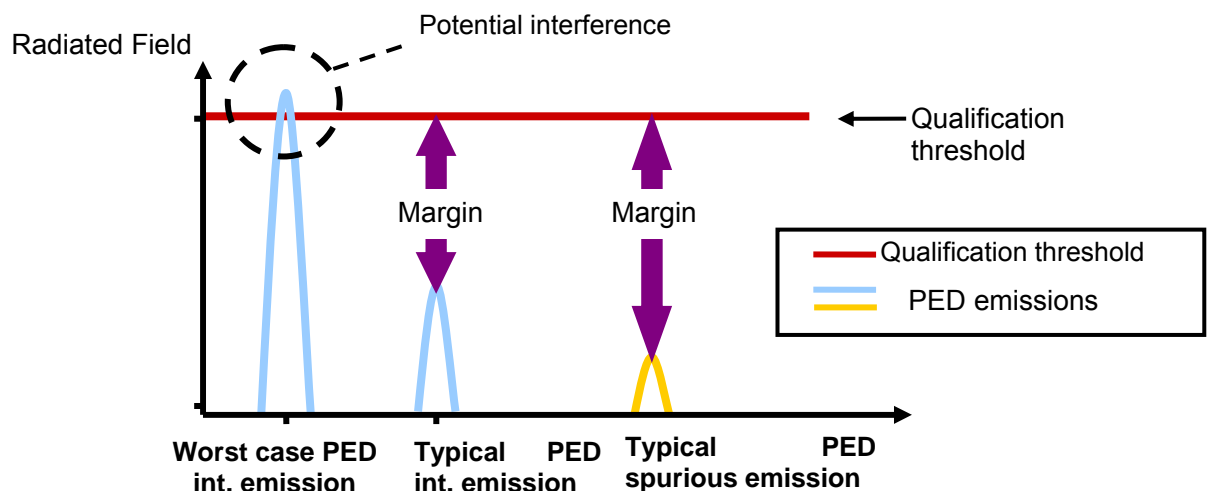 Potential interference
Radiated Field
Qualification
threshold
Margin
Margin
Qualification threshold
PED emissions
Worst case PED
int. emission
Typical PED
int. emission
Typical PED
spurious emission